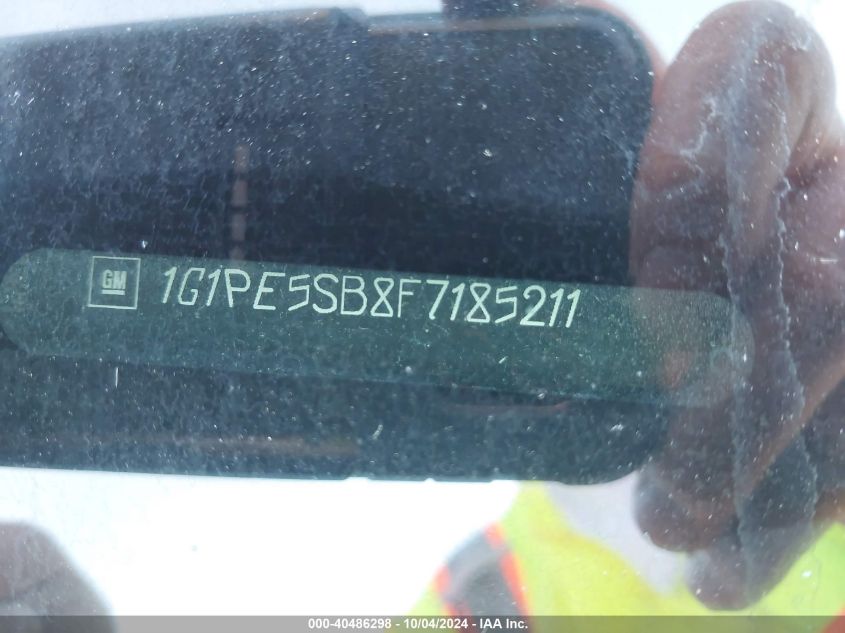 GM
1G1PE5SB8F7185211
000-40486298 - 10/04/2024 - IAA Inc.